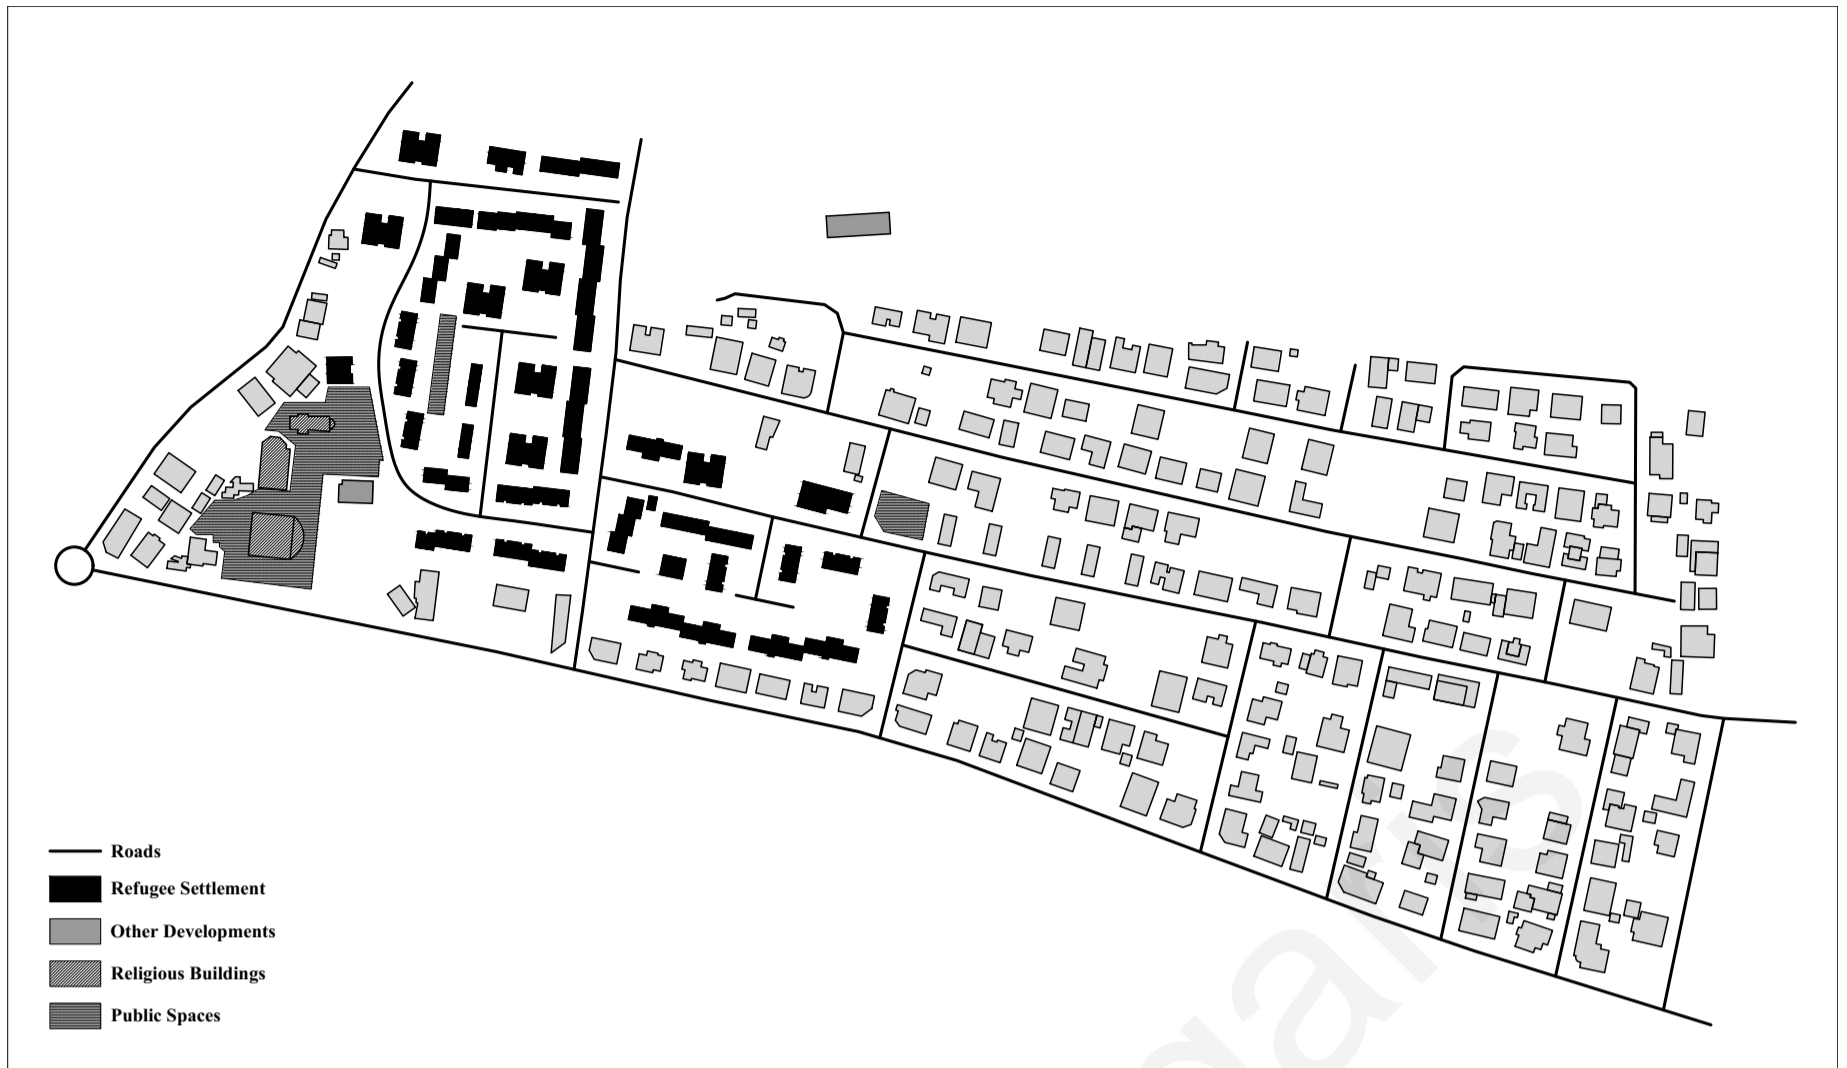 Roads
Refugee Settlement
Other Developments
Religious Buildings
Public Spaces